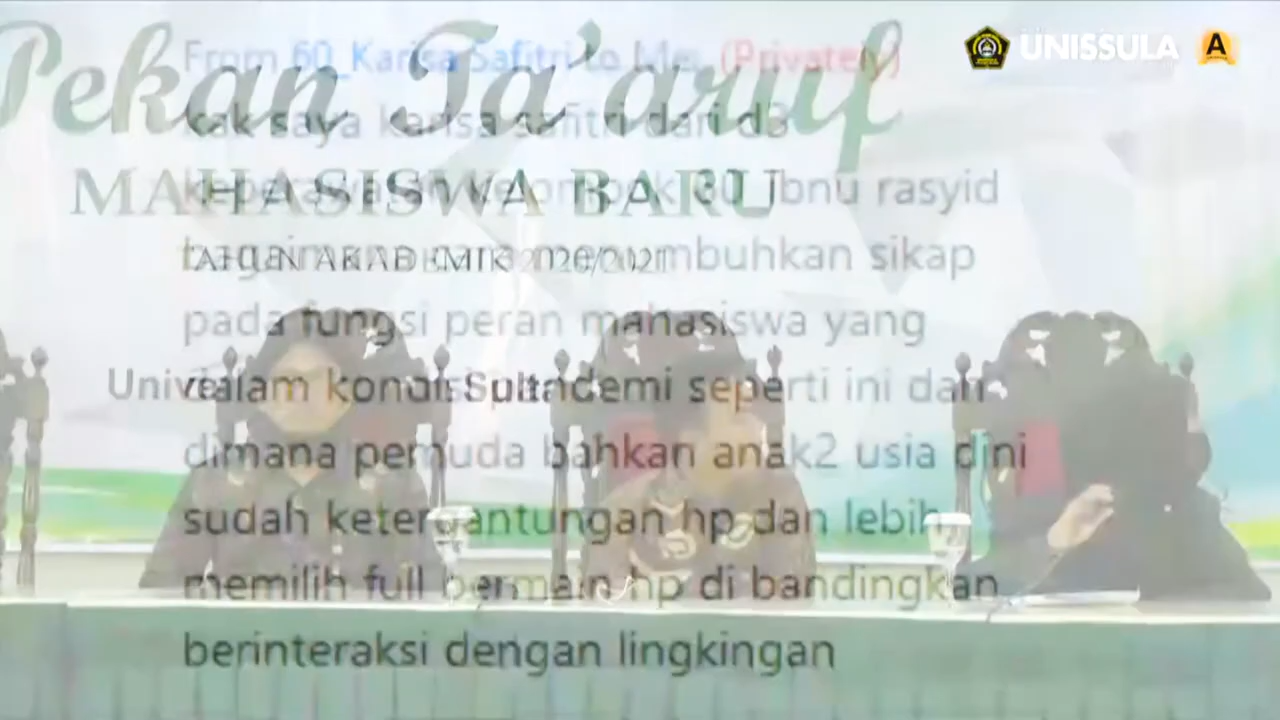 UNISSULA
A
Pekan Ta'aruf
MAHASISWA BARU
TAHUN AKADEMIK 2020/2021
From 60_Karisa Safitri to Me: (Privately)
kak saya karisa safitri dari d3
keperawatan kelompok 60 ibnu rasyid
bagaimana cara menumbuhkan sikap
pada fungsi peran mahasiswa yang
dalam kondisi pandemi seperti ini dan
dimana pemuda bahkan anak2 usia dini
sudah ketergantungan hp dan lebih
memilih full bermain hp di bandingkan
berinteraksi dengan lingkingan
Sultan